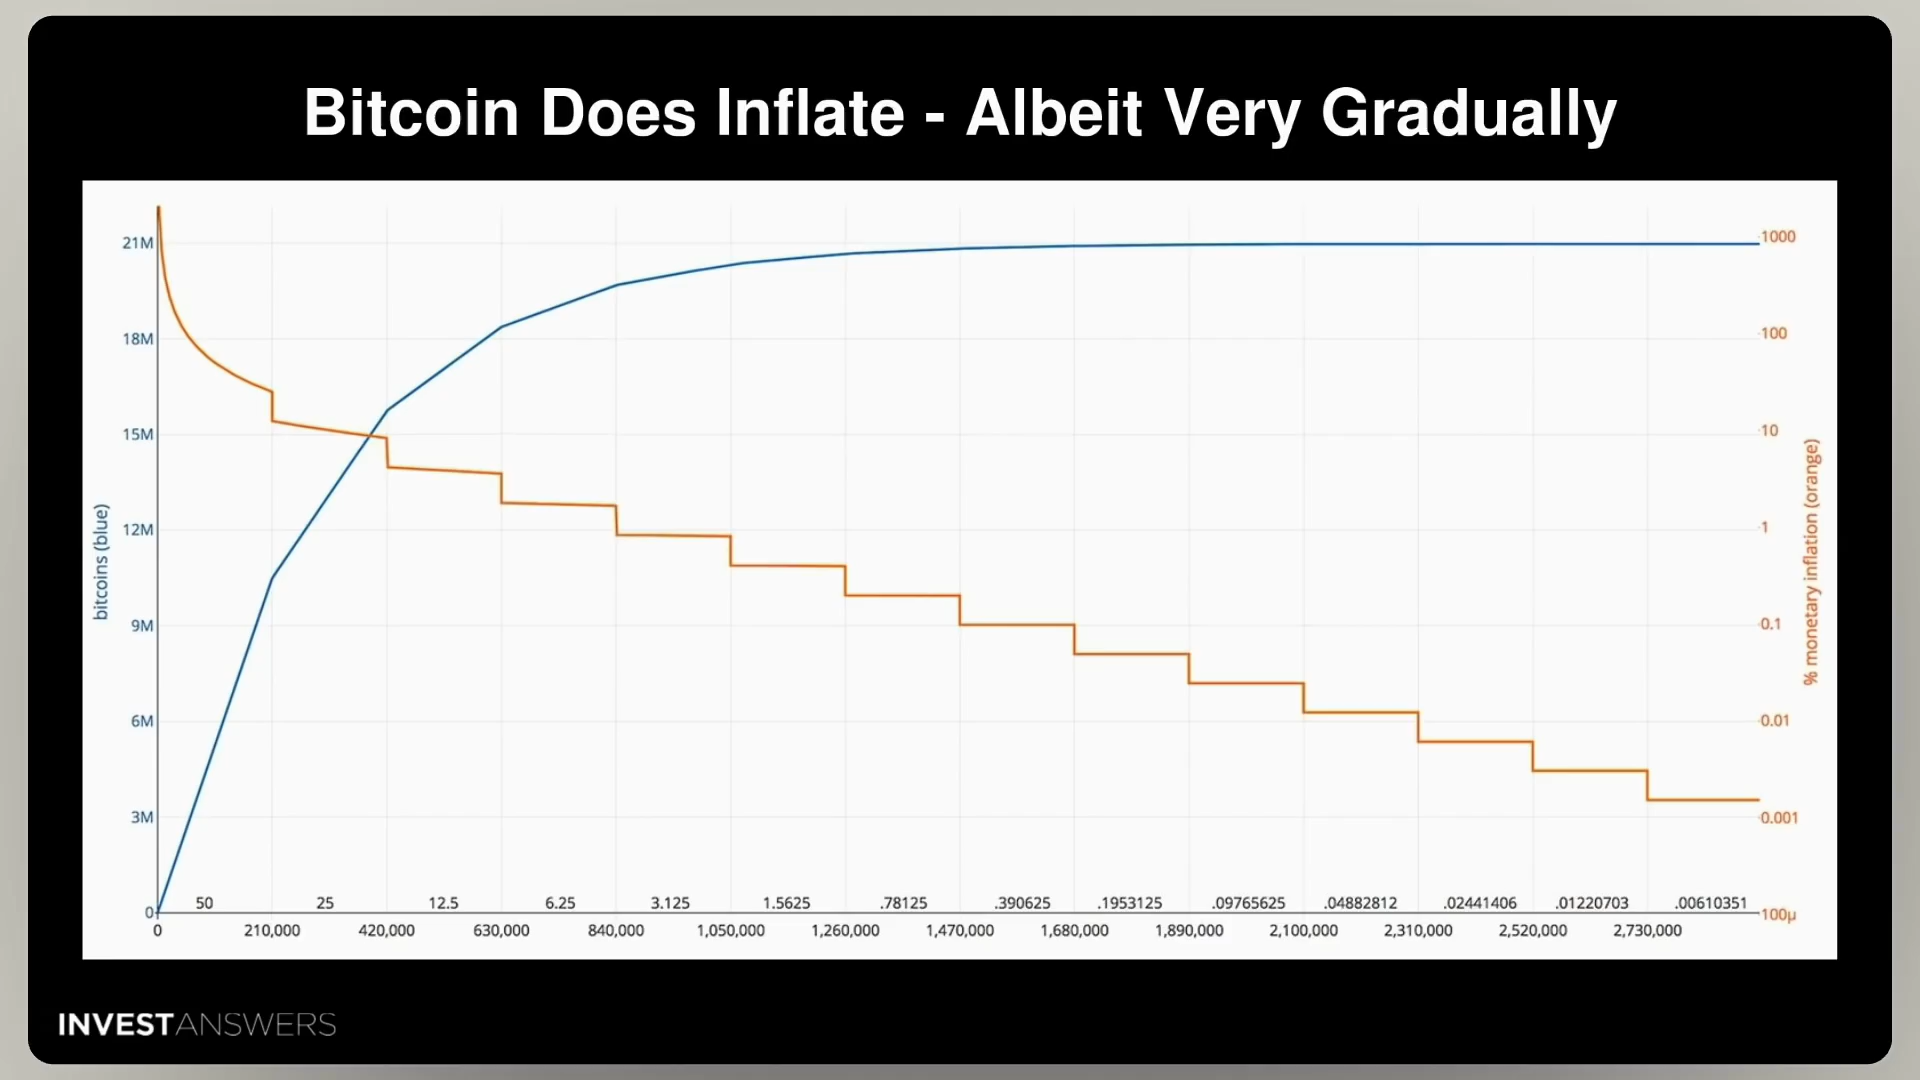 Bitcoin Does Inflate - Albeit Very Gradually
21M
18M
15M
12M
9M
6M
3M
0
bitcoins (blue)
1000
100
10
1
0.1
0.01
0.001
100µ
% monetary inflation (orange)
50 25 12.5 6.25 3.125 1.5625 .78125 .390625 .1953125 .09765625 .04882812 .02441406 .01220703 .00610351
0 210,000 420,000 630,000 840,000 1,050,000 1,260,000 1,470,000 1,680,000 1,890,000 2,100,000 2,310,000 2,520,000 2,730,000
INVESTANSWERS